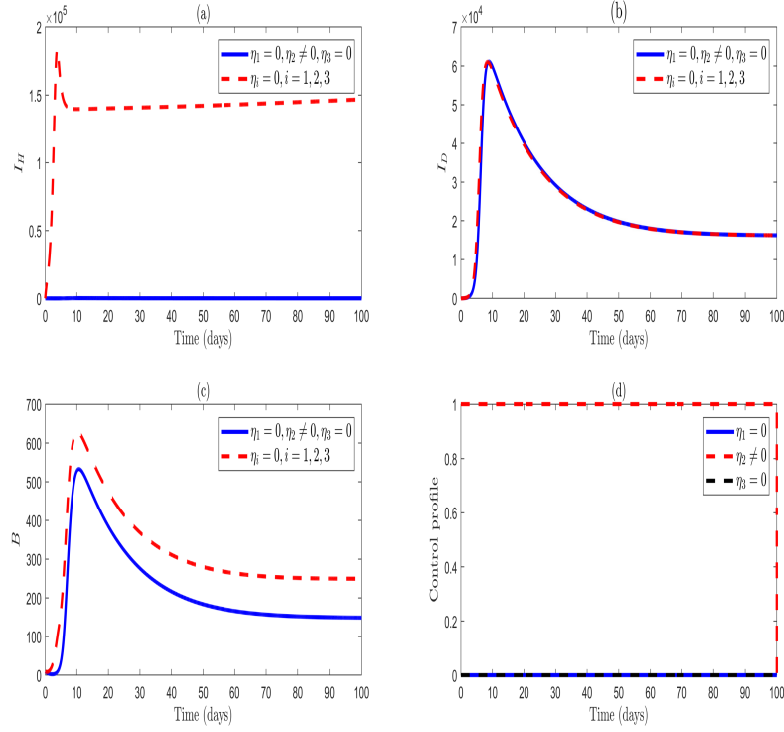 (a)
×10⁵
2
1.5
1
0.5
0
I_H
η₁ = 0, η₂ ≠ 0, η₃ = 0
ηᵢ = 0, i = 1, 2, 3
0 10 20 30 40 50 60 70 80 90 100
Time (days)
(b)
×10⁴
7
6
5
4
3
2
1
0
I_D
η₁ = 0, η₂ ≠ 0, η₃ = 0
ηᵢ = 0, i = 1, 2, 3
0 10 20 30 40 50 60 70 80 90 100
Time (days)
(c)
700
600
500
400
300
200
100
0
B
η₁ = 0, η₂ ≠ 0, η₃ = 0
ηᵢ = 0, i = 1, 2, 3
0 10 20 30 40 50 60 70 80 90 100
Time (days)
(d)
1
0.8
0.6
0.4
0.2
0
Control profile
η₁ = 0
η₂ ≠ 0
η₃ = 0
0 10 20 30 40 50 60 70 80 90 100
Time (days)